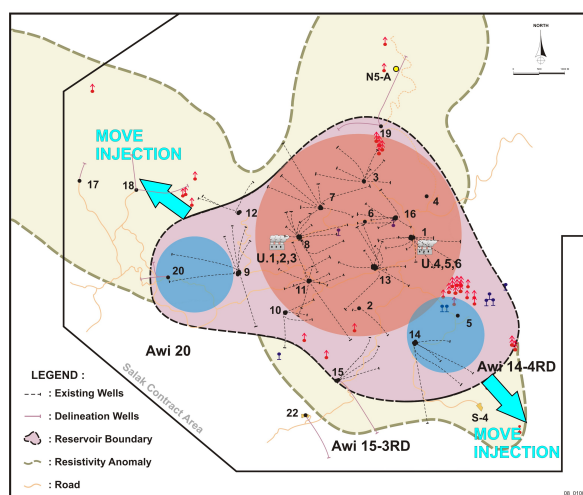 NORTH
N5-A
19
MOVE
INJECTION
17
18
3
4
12
7
16
6
1
8
U.1,2,3
U.4,5,6
20
9
13
11
2
10
5
14
Awi 20
Awi 14-4RD
15
LEGEND :
Existing Wells
Delineation Wells
: Reservoir Boundary
: Resistivity Anomaly
: Road
Salak Contract Area
22
Awi 15-3RD
S-4
MOVE
INJECTION